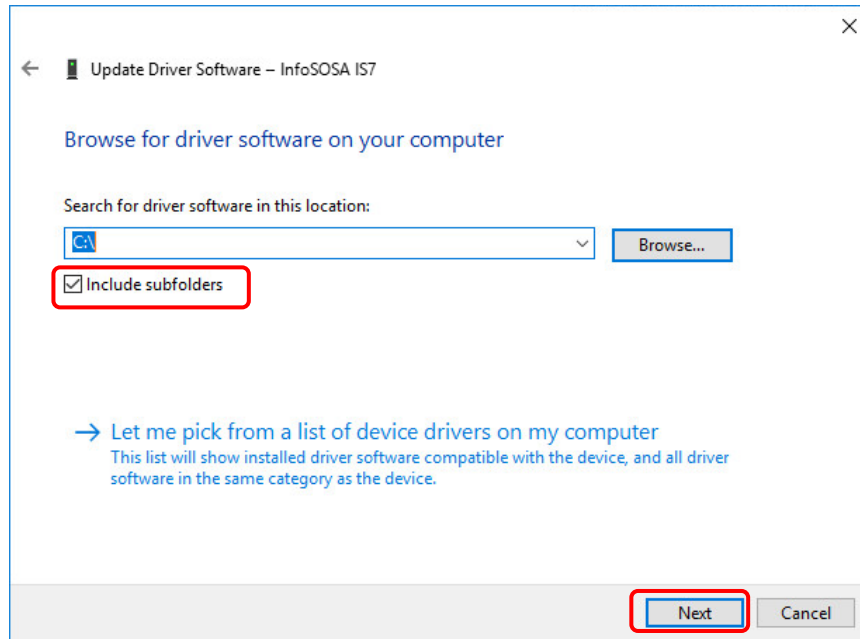 Update Driver Software – InfoSOSA IS7
Browse for driver software on your computer
Search for driver software in this location:
C:\
Browse...
Include subfolders
Let me pick from a list of device drivers on my computer
This list will show installed driver software compatible with the device, and all driver
software in the same category as the device.
Next
Cancel